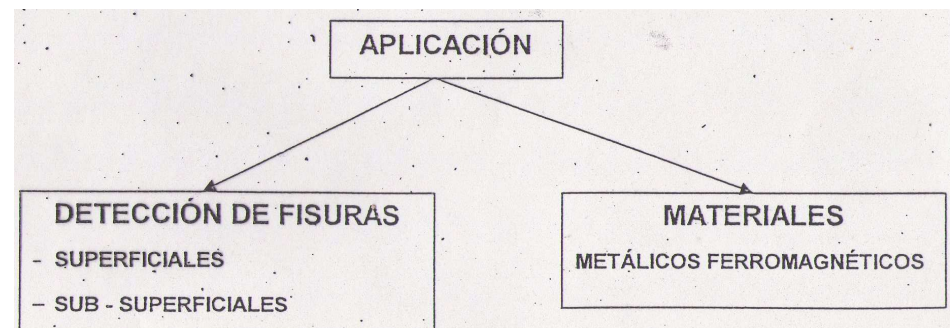 APLICACIÓN
DETECCIÓN DE FISURAS
- SUPERFICIALES
- SUB - SUPERFICIALES
MATERIALES
METÁLICOS FERROMAGNÉTICOS